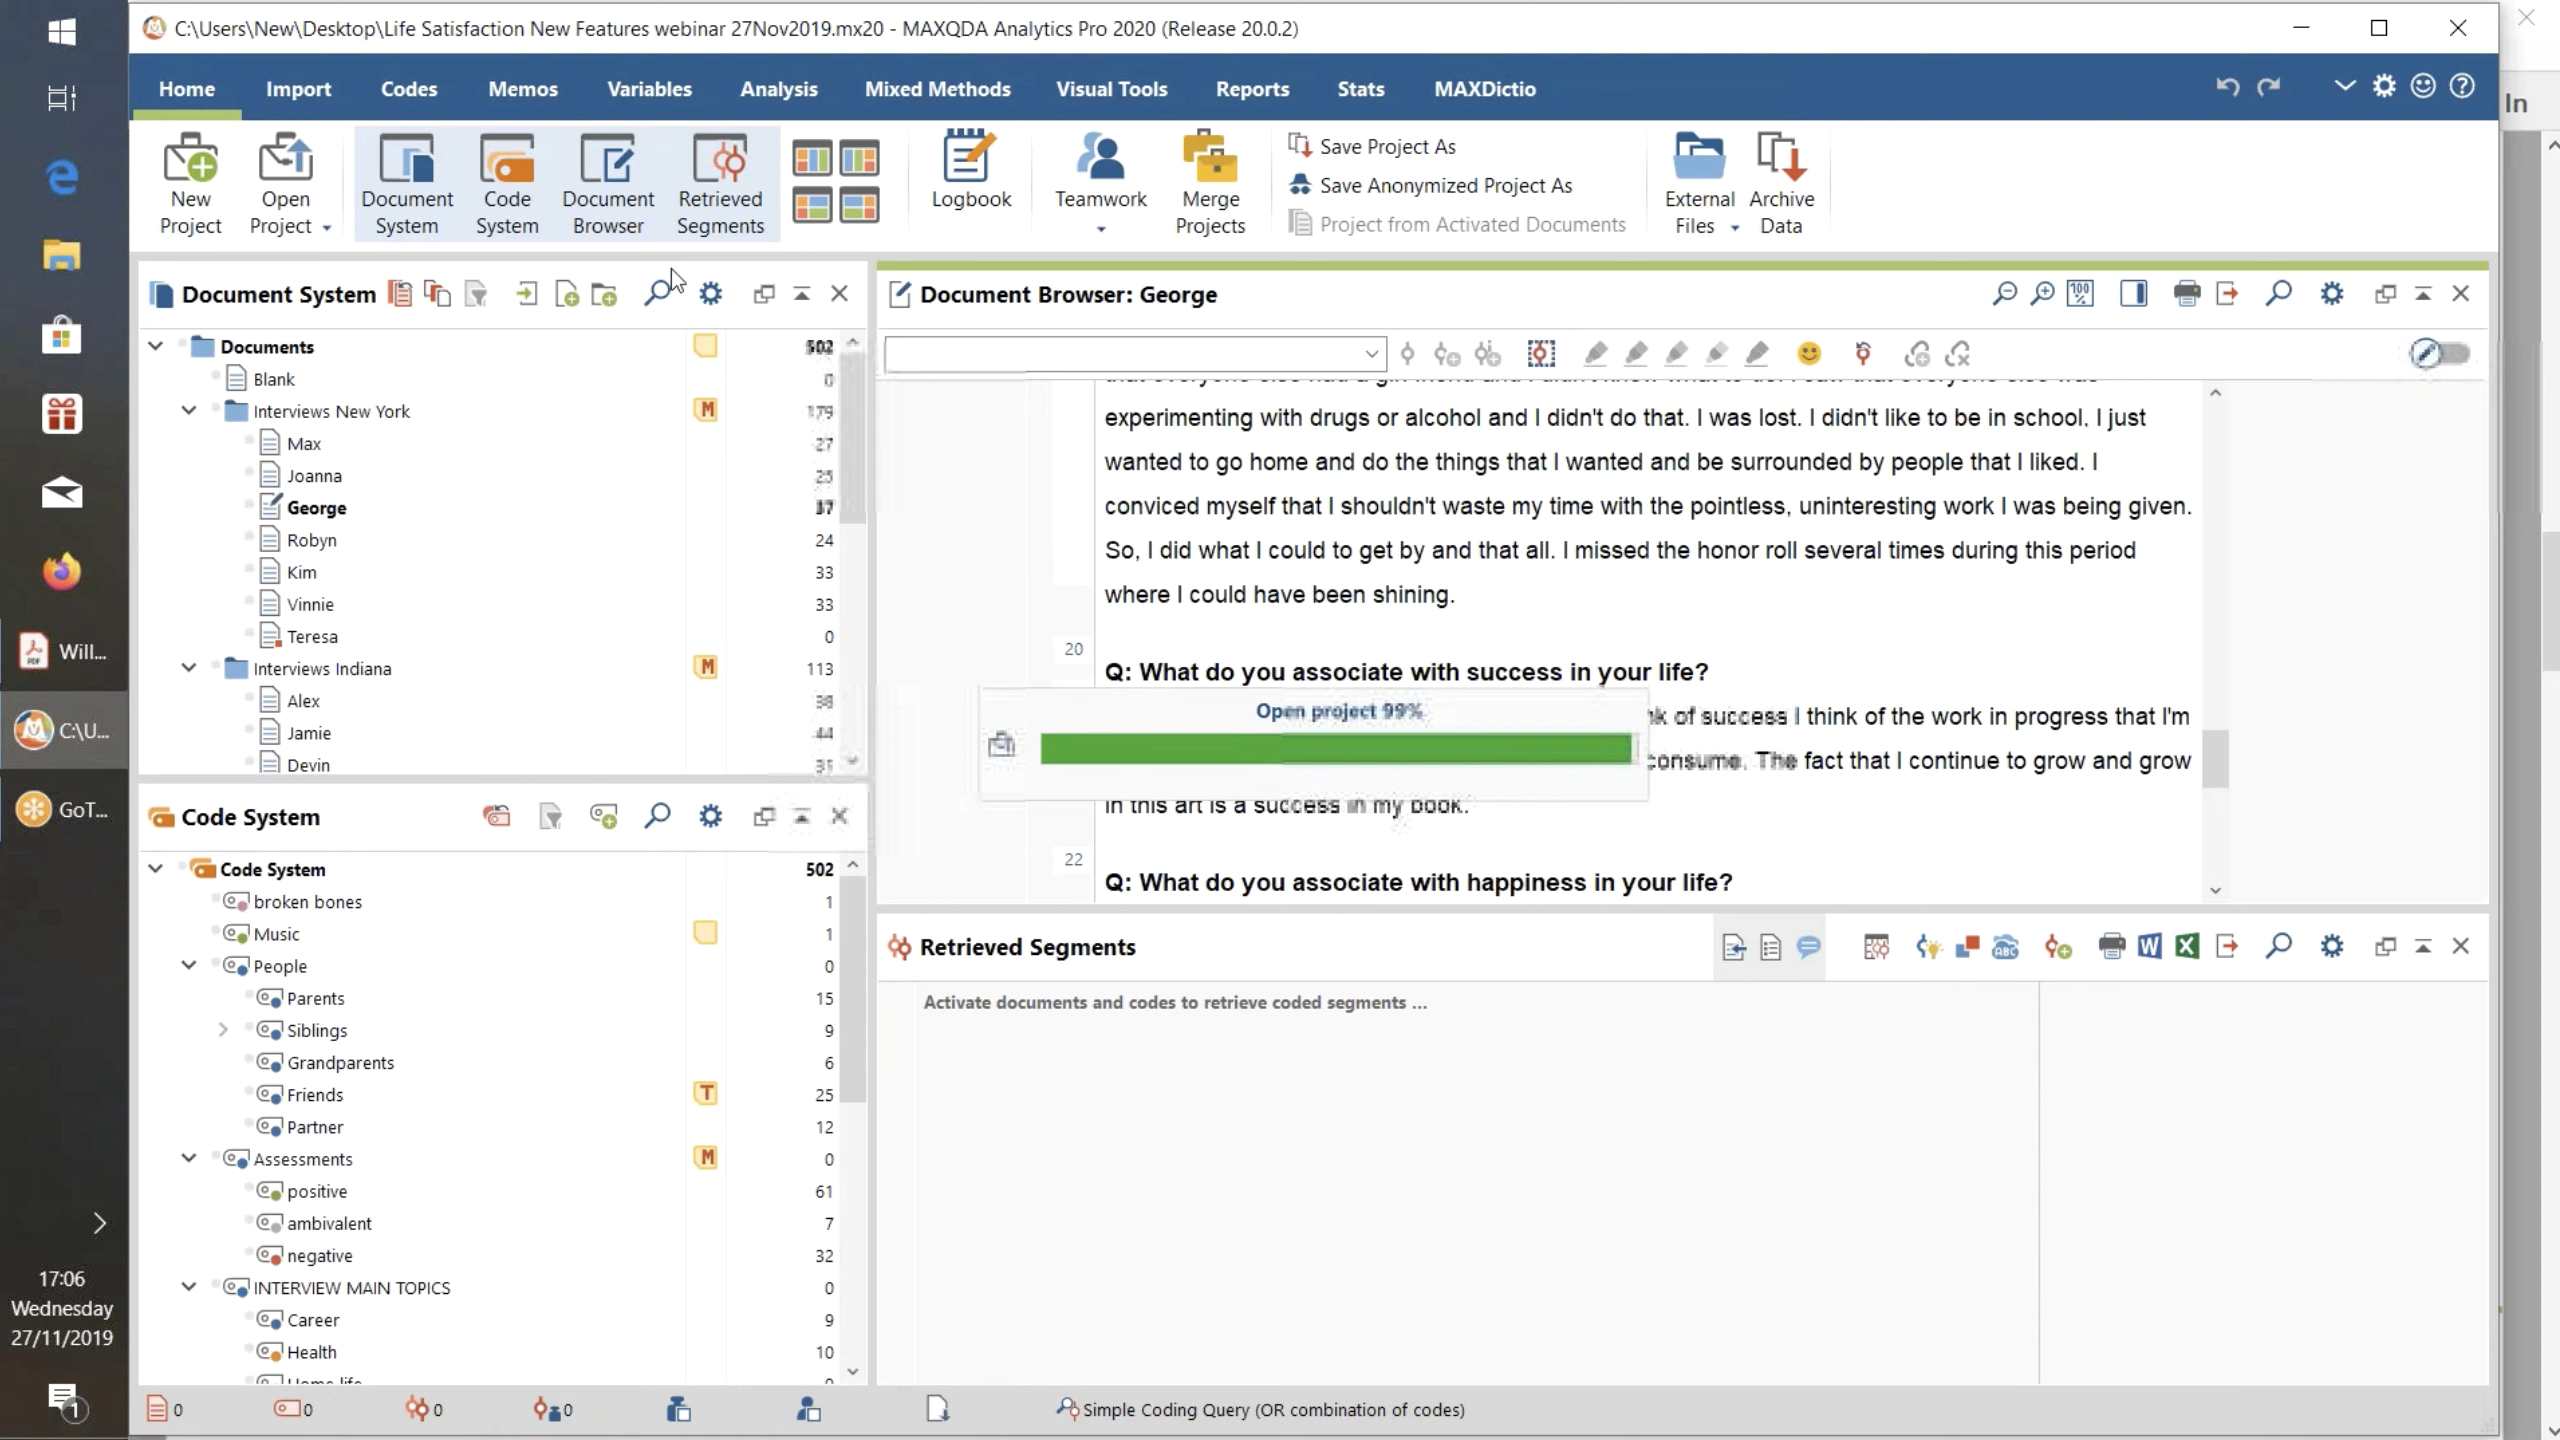 C:\Users\New\Desktop\Life Satisfaction New Features webinar 27Nov2019.mx20 - MAXQDA Analytics Pro 2020 (Release 20.0.2)
Home Import Codes Memos Variables Analysis Mixed Methods Visual Tools Reports Stats MAXDictio
In
New Project
Open Project
Document System
Code System
Document Browser
Retrieved Segments
Logbook
Teamwork
Merge Projects
Save Project As
Save Anonymized Project As
Project from Activated Documents
External Files
Archive Data
Document System
Documents 502
Blank 0
Interviews New York M 179
Max 27
Joanna 25
George
Robyn 24
Kim 33
Vinnie 33
Teresa 0
Interviews Indiana M 113
Alex 38
Jamie 44
Devin
Code System
Code System 502
broken bones 1
Music 1
People 0
Parents 15
Siblings 9
Grandparents 6
Friends T 25
Partner 12
Assessments M 0
positive 61
ambivalent 7
negative 32
INTERVIEW MAIN TOPICS 0
Career 9
Health 10
Document Browser: George
100 %
experimenting with drugs or alcohol and I didn't do that. I was lost. I didn't like to be in school, I just
wanted to go home and do the things that I wanted and be surrounded by people that I liked. I
conviced myself that I shouldn't waste my time with the pointless, uninteresting work I was being given.
So, I did what I could to get by and that all. I missed the honor roll several times during this period
where I could have been shining.
20
Q: What do you associate with success in your life?
Open project 99%
of success I think of the work in progress that I'm
consume. The fact that I continue to grow and grow
in this art is a success in my book.
22
Q: What do you associate with happiness in your life?
Retrieved Segments
ABC W X
Activate documents and codes to retrieve coded segments ...
0 0 0 0
Simple Coding Query (OR combination of codes)
PDF Will...
C:\U...
GoT...
17:06
Wednesday
27/11/2019
1